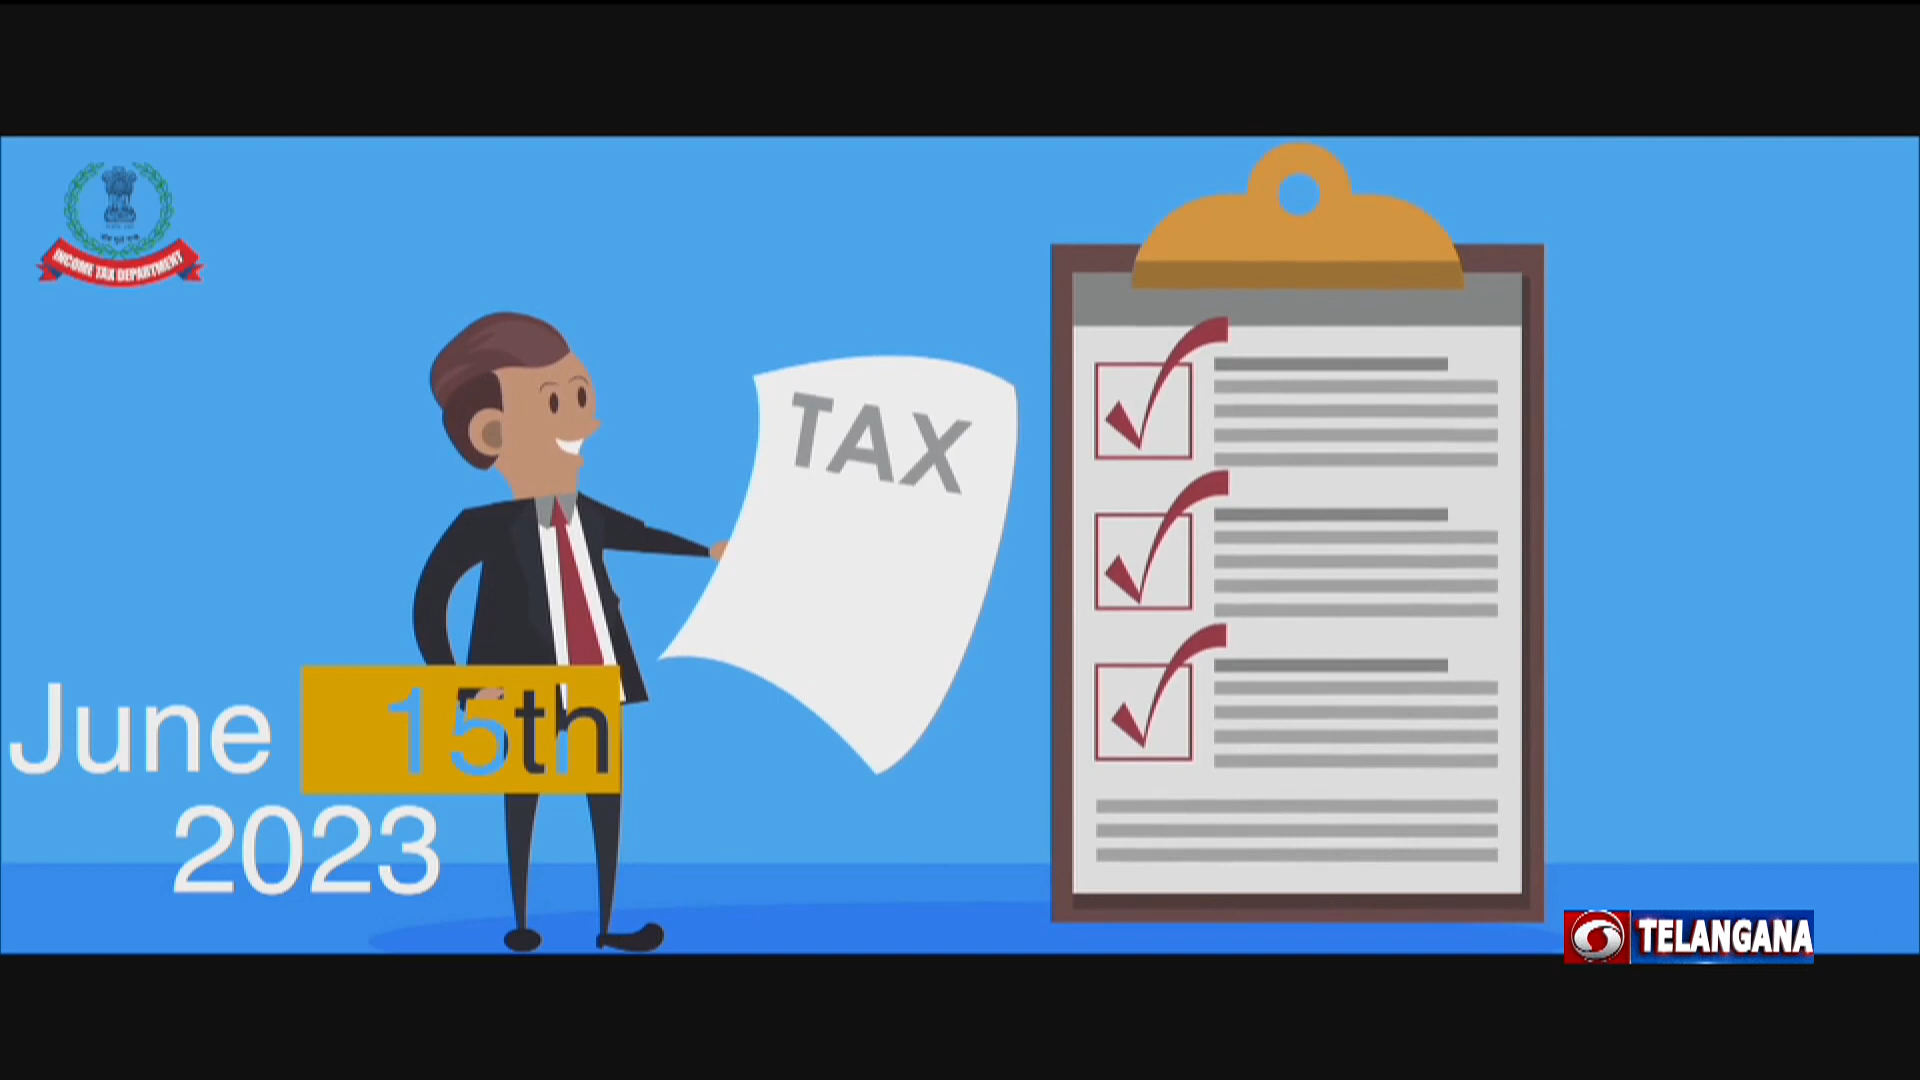 INCOME TAX DEPARTMENT
TAX
June 15th
2023
TELANGANA